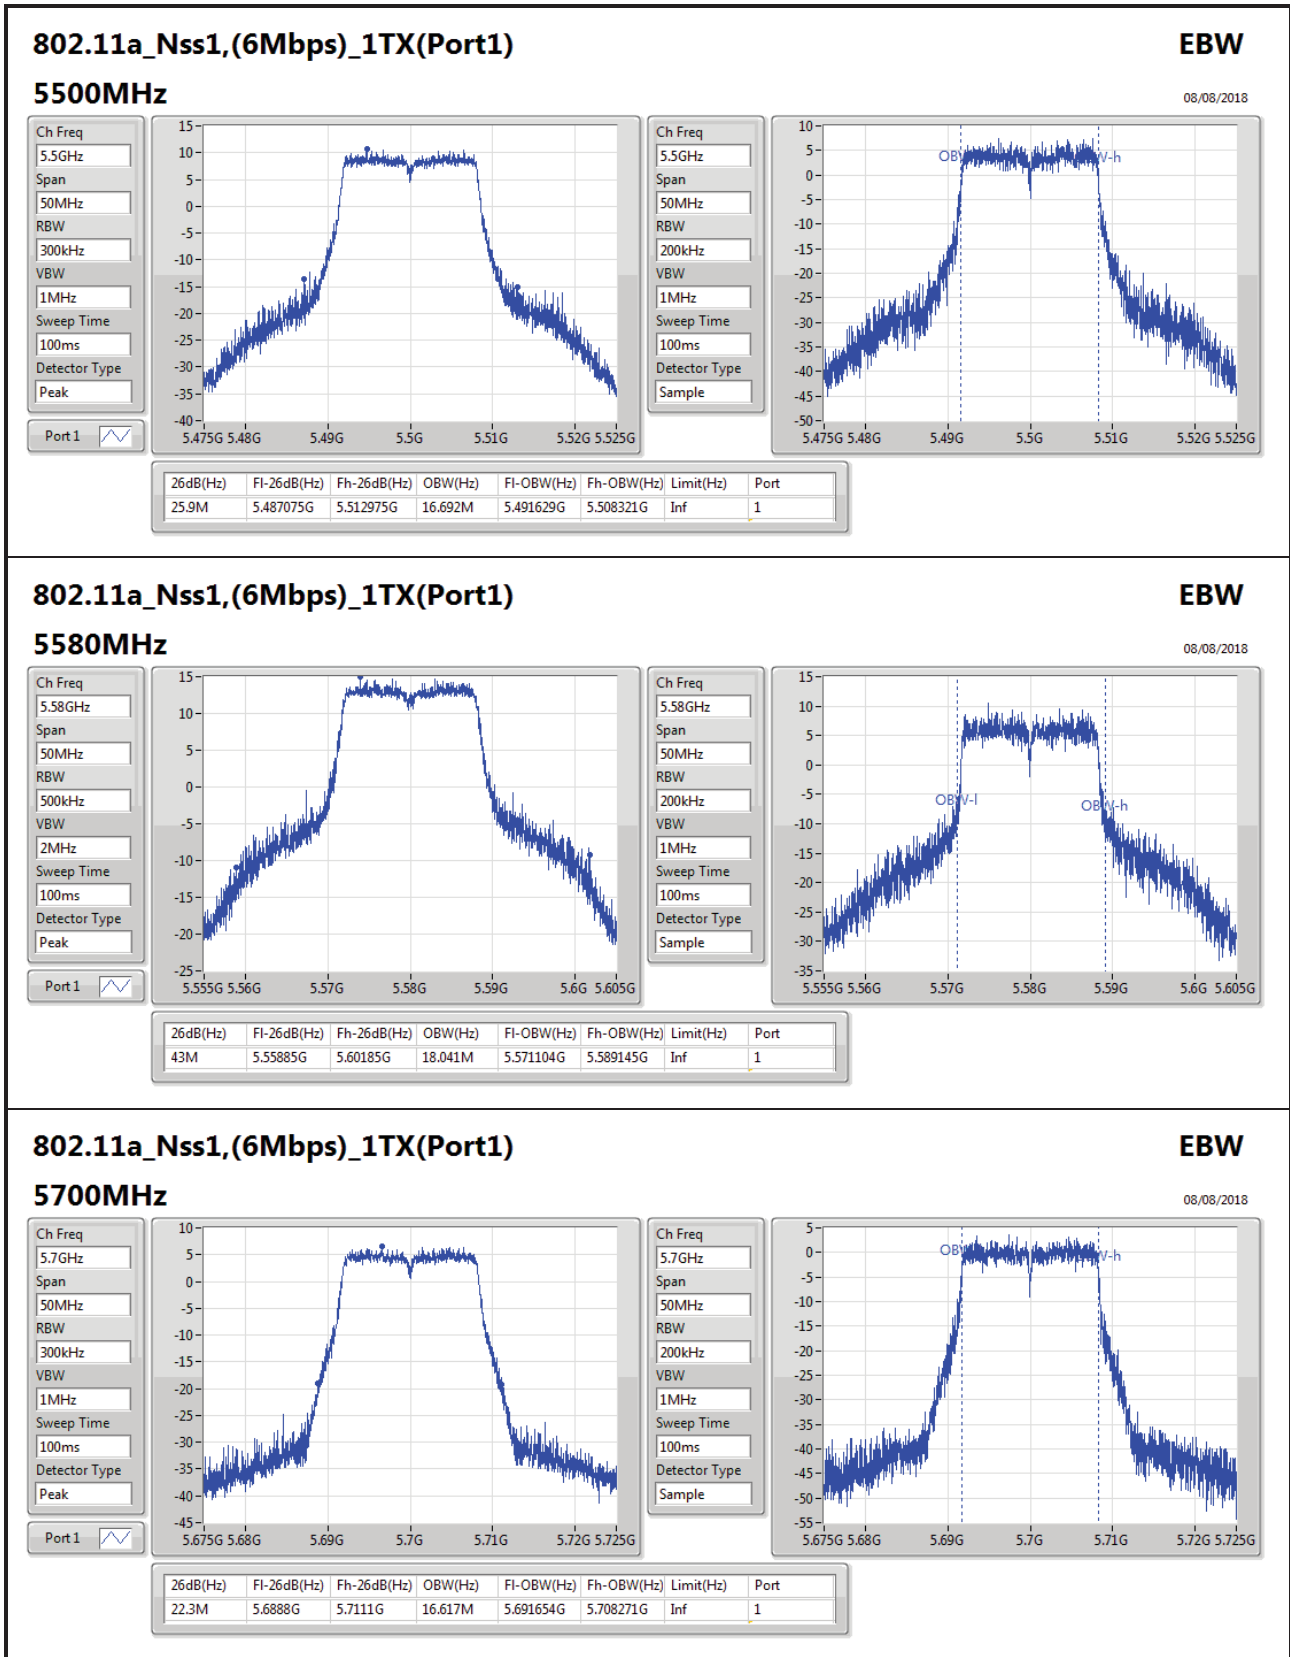 802.11a_Nss1,(6Mbps)_1TX(Port1) EBW
5500MHz 08/08/2018
Ch Freq
5.5GHz
Span
50MHz
RBW
300kHz
VBW
1MHz
Sweep Time
100ms
Detector Type
Peak
Port 1
15
10
5
0
-5
-10
-15
-20
-25
-30
-35
-40
5.475G 5.48G 5.49G 5.5G 5.51G 5.52G 5.525G
Ch Freq
5.5GHz
Span
50MHz
RBW
200kHz
VBW
1MHz
Sweep Time
100ms
Detector Type
Sample
10
5
0
-5
-10
-15
-20
-25
-30
-35
-40
-45
-50
5.475G 5.48G 5.49G 5.5G 5.51G 5.52G 5.525G
26dB(Hz) Fl-26dB(Hz) Fh-26dB(Hz) OBW(Hz) Fl-OBW(Hz) Fh-OBW(Hz) Limit(Hz) Port
25.9M 5.487075G 5.512975G 16.692M 5.491629G 5.508321G Inf 1
802.11a_Nss1,(6Mbps)_1TX(Port1) EBW
5580MHz 08/08/2018
Ch Freq
5.58GHz
Span
50MHz
RBW
500kHz
VBW
2MHz
Sweep Time
100ms
Detector Type
Peak
Port 1
15
10
5
0
-5
-10
-15
-20
-25
5.555G 5.56G 5.57G 5.58G 5.59G 5.6G 5.605G
Ch Freq
5.58GHz
Span
50MHz
RBW
200kHz
VBW
1MHz
Sweep Time
100ms
Detector Type
Sample
15
10
5
0
-5
-10
-15
-20
-25
-30
-35
OBW-l
OBW-h
5.555G 5.56G 5.57G 5.58G 5.59G 5.6G 5.605G
26dB(Hz) Fl-26dB(Hz) Fh-26dB(Hz) OBW(Hz) Fl-OBW(Hz) Fh-OBW(Hz) Limit(Hz) Port
43M 5.55885G 5.60185G 18.041M 5.571104G 5.589145G Inf 1
802.11a_Nss1,(6Mbps)_1TX(Port1) EBW
5700MHz 08/08/2018
Ch Freq
5.7GHz
Span
50MHz
RBW
300kHz
VBW
1MHz
Sweep Time
100ms
Detector Type
Peak
Port 1
10
5
0
-5
-10
-15
-20
-25
-30
-35
-40
-45
5.675G 5.68G 5.69G 5.7G 5.71G 5.72G 5.725G
Ch Freq
5.7GHz
Span
50MHz
RBW
200kHz
VBW
1MHz
Sweep Time
100ms
Detector Type
Sample
5
0
-5
-10
-15
-20
-25
-30
-35
-40
-45
-50
-55
5.675G 5.68G 5.69G 5.7G 5.71G 5.72G 5.725G
26dB(Hz) Fl-26dB(Hz) Fh-26dB(Hz) OBW(Hz) Fl-OBW(Hz) Fh-OBW(Hz) Limit(Hz) Port
22.3M 5.6888G 5.7111G 16.617M 5.691654G 5.708271G Inf 1